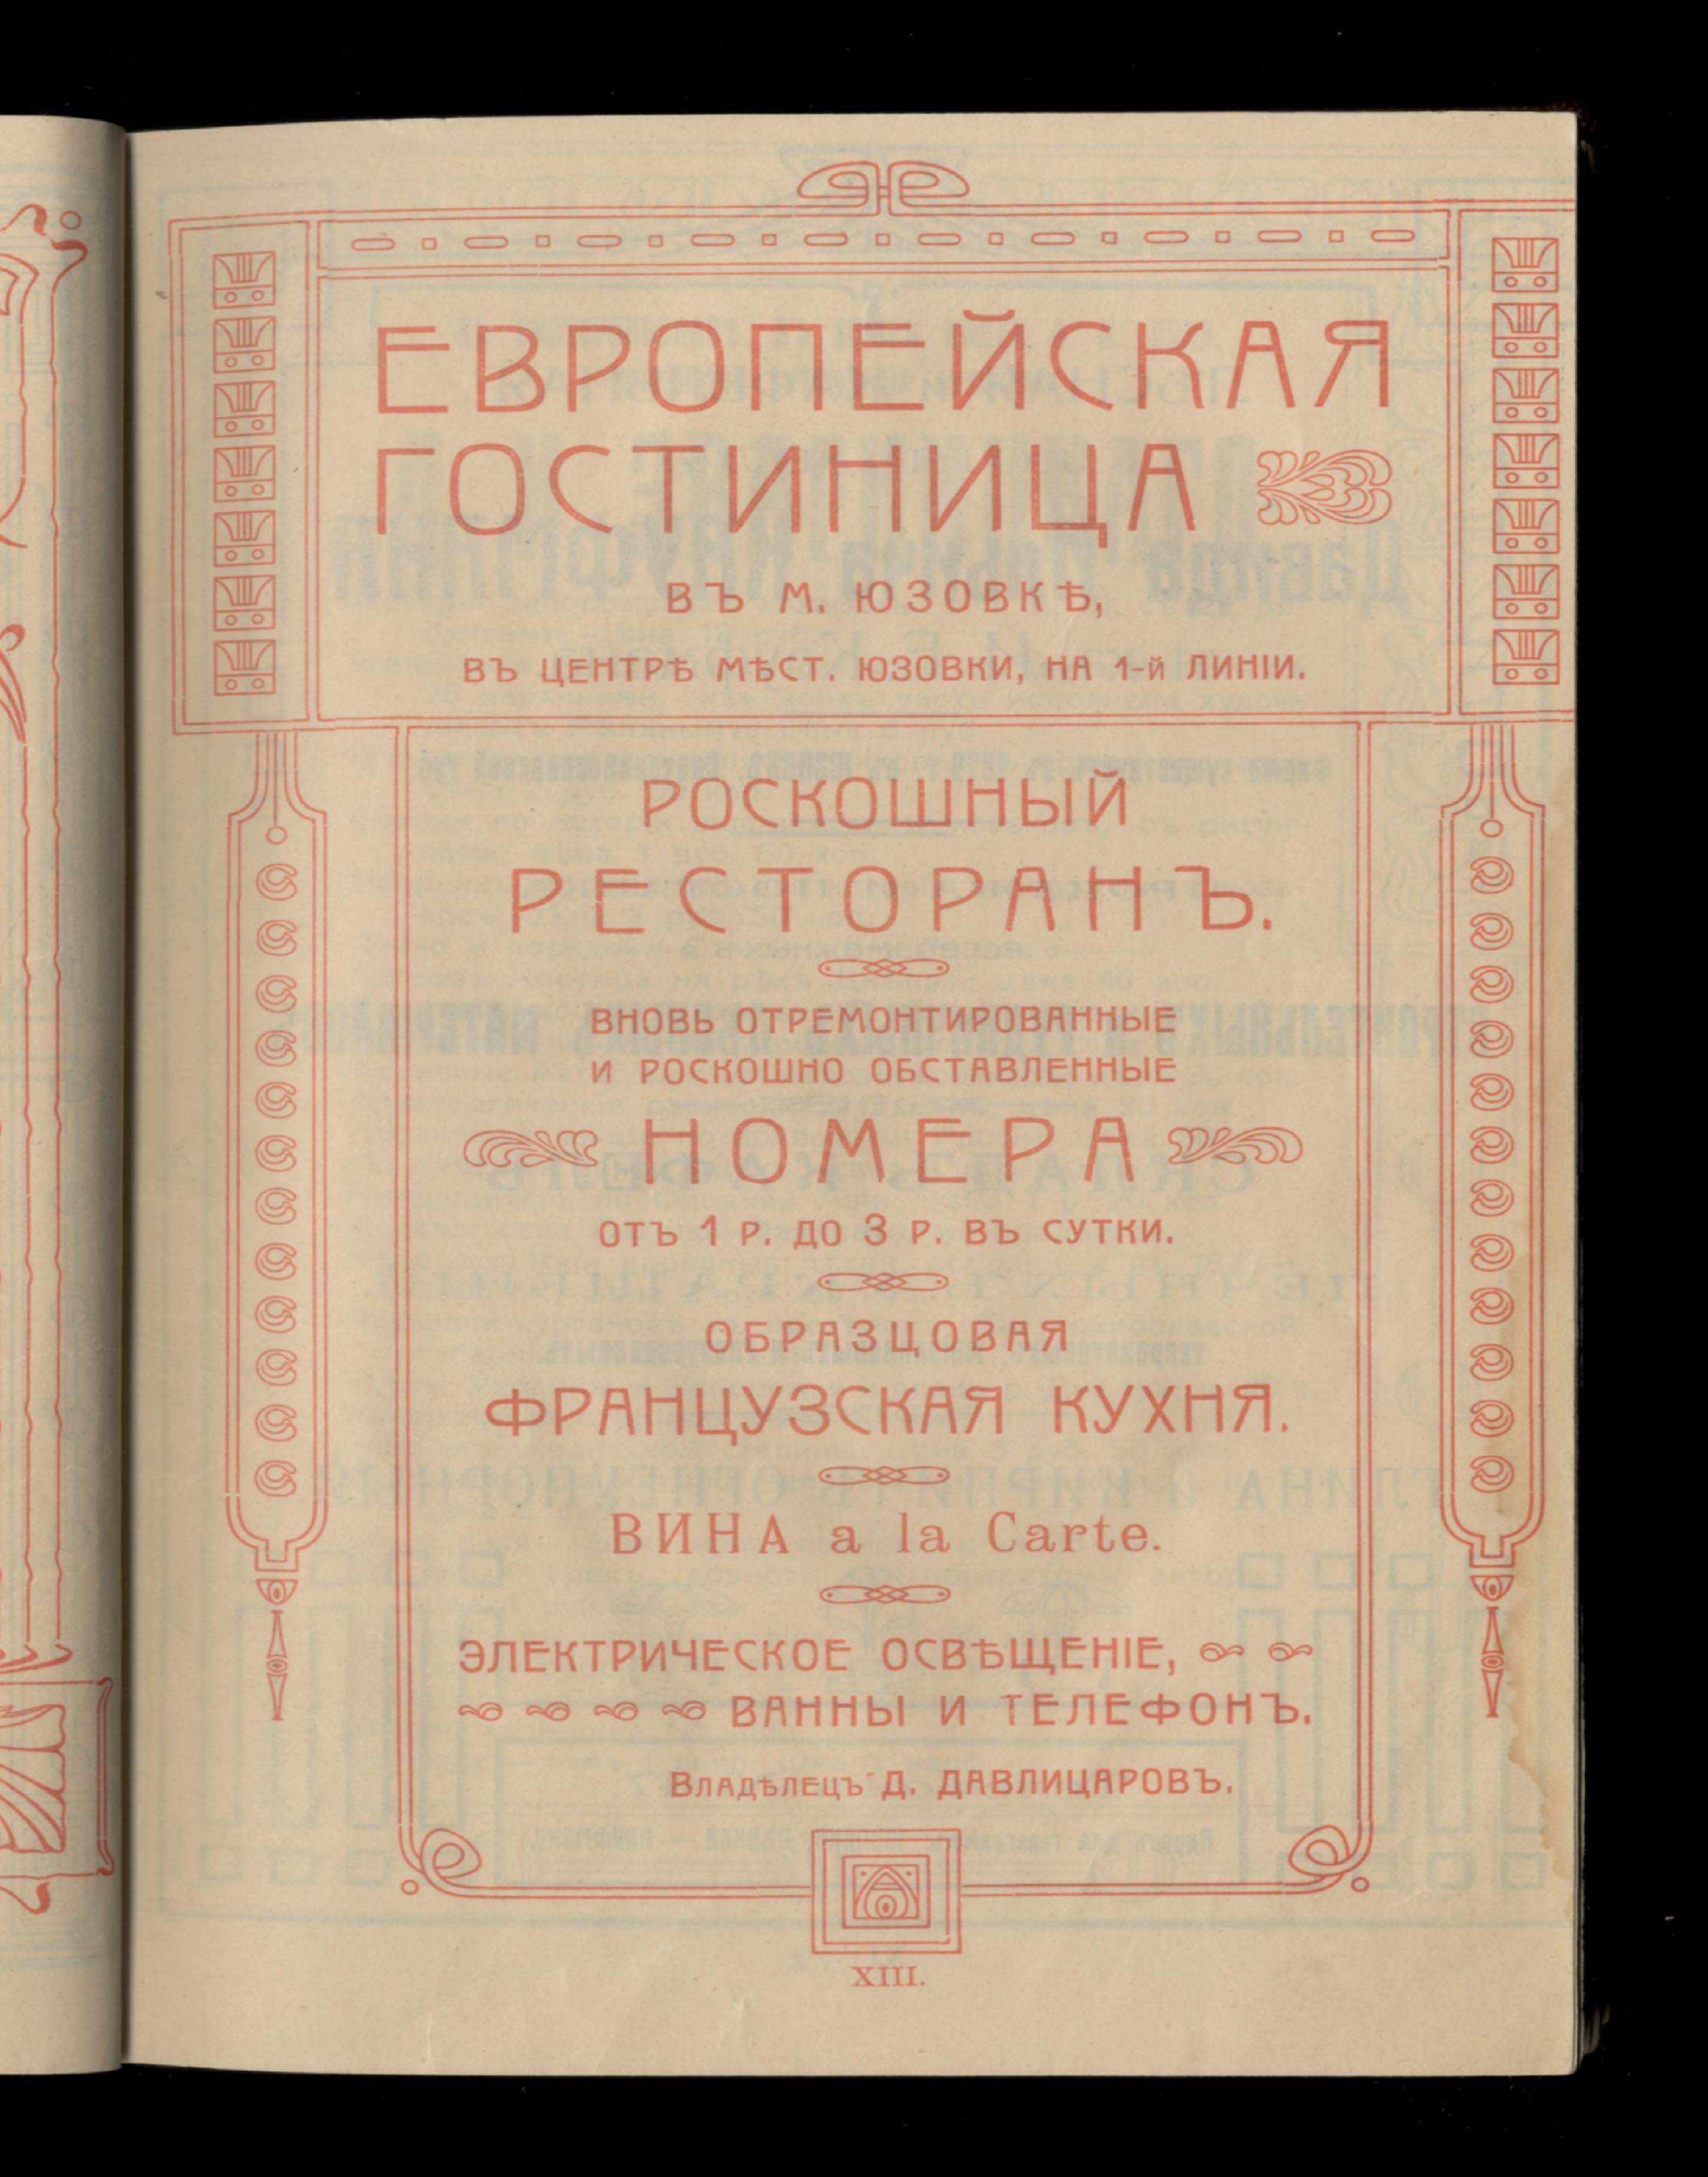 ЕВРОПЕЙСКАЯ
ГОСТИНИЦА
ВЪ М. ЮЗОВКѢ,
ВЪ ЦЕНТРѢ МѢСТ. ЮЗОВКИ, НА 1-й ЛИНІИ.
РОСКОШНЫЙ
РЕСТОРАНЪ.
ВНОВЬ ОТРЕМОНТИРОВАННЫЕ
И РОСКОШНО ОБСТАВЛЕННЫЕ
НОМЕРА
ОТЪ 1 Р. ДО 3 Р. ВЪ СУТКИ.
ОБРАЗЦОВАЯ
ФРАНЦУЗСКАЯ КУХНЯ.
ВИНА a la Carte.
ЭЛЕКТРИЧЕСКОЕ ОСВѢЩЕНІЕ,
ВАННЫ И ТЕЛЕФОНЪ.
Владѣлецъ Д. ДАВЛИЦАРОВЪ.
XIII.